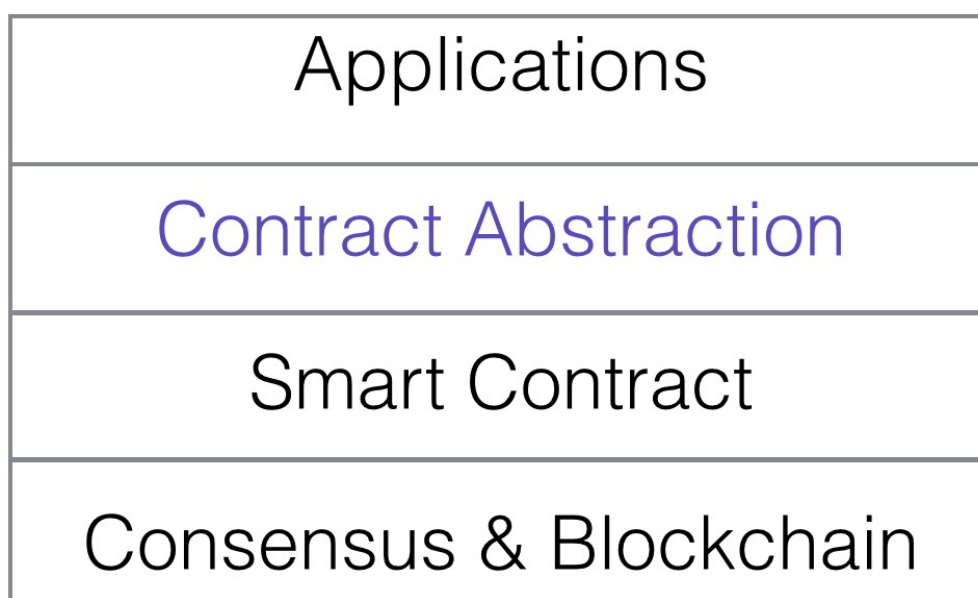 Applications
Contract Abstraction
Smart Contract
Consensus & Blockchain